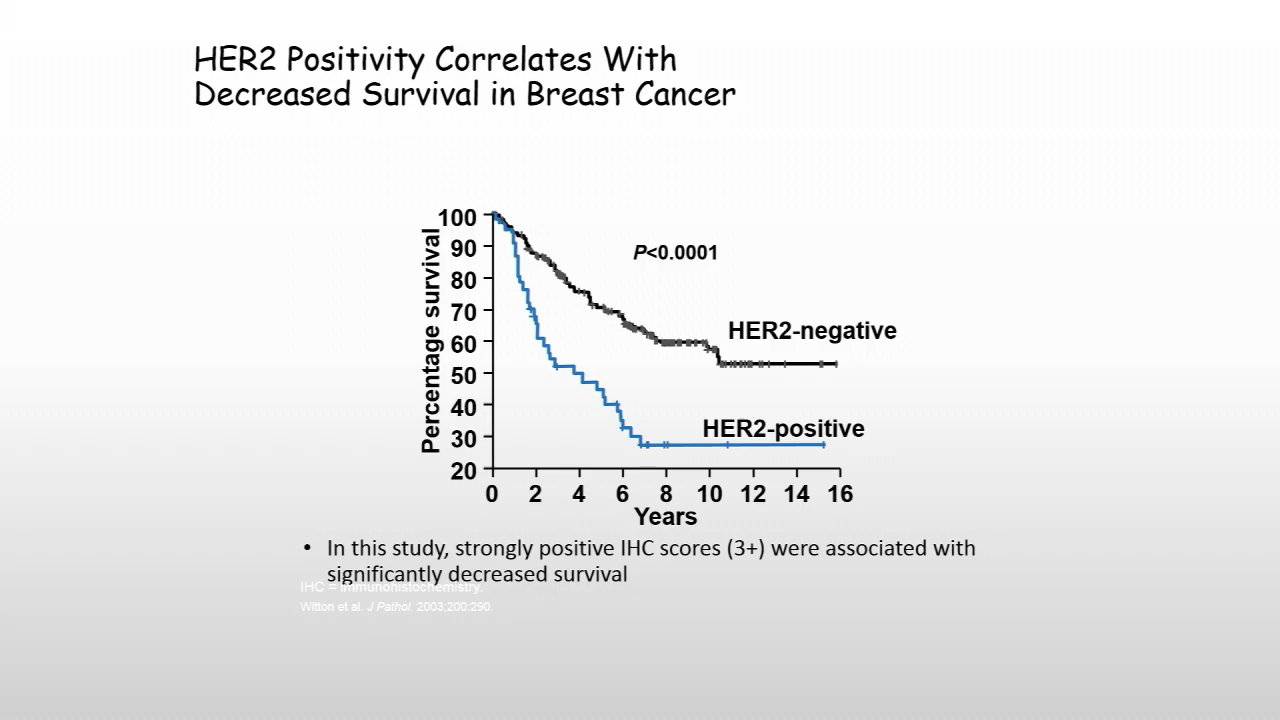 HER2 Positivity Correlates With
Decreased Survival in Breast Cancer
100
90
80
70
60
50
40
30
20
Percentage survival
P<0.0001
HER2-negative
HER2-positive
0 2 4 6 8 10 12 14 16
Years
• In this study, strongly positive IHC scores (3+) were associated with
significantly decreased survival
IHC = immunohistochemistry.
Witton et al. J Pathol. 2003;200:290.